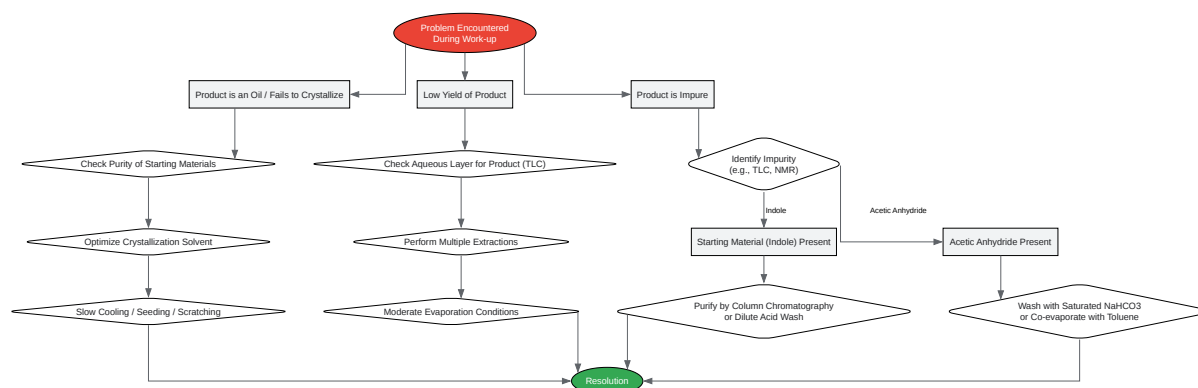 Problem Encountered
During Work-up
Product is an Oil / Fails to Crystallize
Low Yield of Product
Product is Impure
Check Purity of Starting Materials
Check Aqueous Layer for Product (TLC)
Identify Impurity
(e.g., TLC, NMR)
Indole
Acetic Anhydride
Optimize Crystallization Solvent
Perform Multiple Extractions
Starting Material (Indole) Present
Acetic Anhydride Present
Slow Cooling / Seeding / Scratching
Moderate Evaporation Conditions
Purify by Column Chromatography
or Dilute Acid Wash
Wash with Saturated NaHCO3
or Co-evaporate with Toluene
Resolution